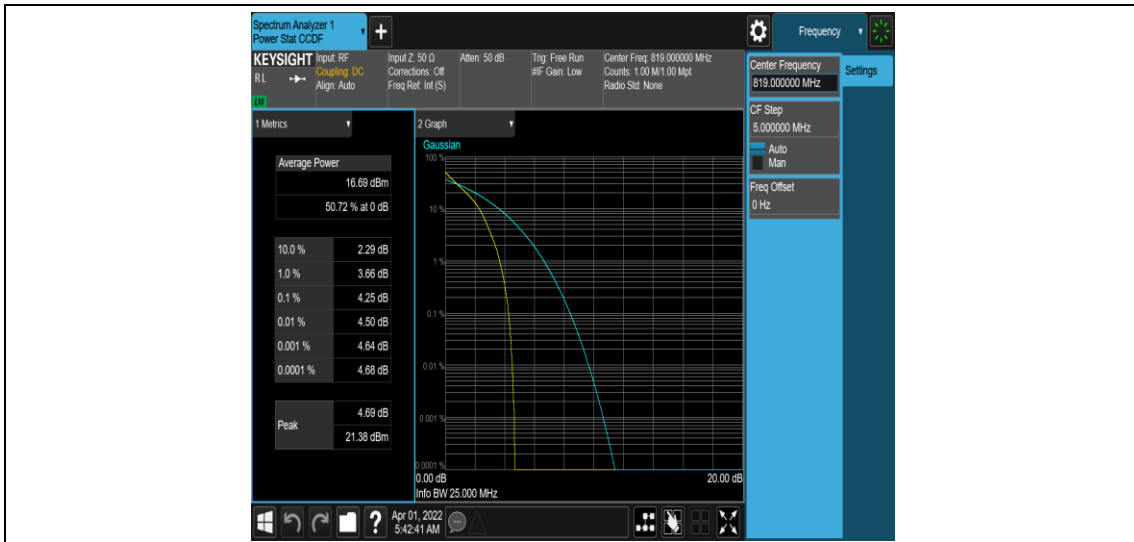 Spectrum Analyzer 1
Power Stat CCDF
+
Frequency
KEYSIGHT
RL
LXI
Input: RF
Coupling: DC
Align: Auto
Input Z: 50 Ω
Corrections: Off
Freq Ref: Int (S)
Atten: 50 dB
Trig: Free Run
#IF Gain: Low
Center Freq: 819.000000 MHz
Counts: 1.00 M/1.00 Mpt
Radio Std: None
Center Frequency
819.000000 MHz
Settings
CF Step
5.000000 MHz
Auto
Man
Freq Offset
0 Hz
1 Metrics
Average Power
16.69 dBm
50.72 % at 0 dB
10.0 % 2.29 dB
1.0 % 3.66 dB
0.1 % 4.25 dB
0.01 % 4.50 dB
0.001 % 4.64 dB
0.0001 % 4.68 dB
Peak
4.69 dB
21.38 dBm
2 Graph
Gaussian
100 %
10 %
1 %
0.1 %
0.01 %
0.001 %
0.0001 %
0.00 dB 20.00 dB
Info BW 25.000 MHz
?
Apr 01, 2022
5:42:41 AM